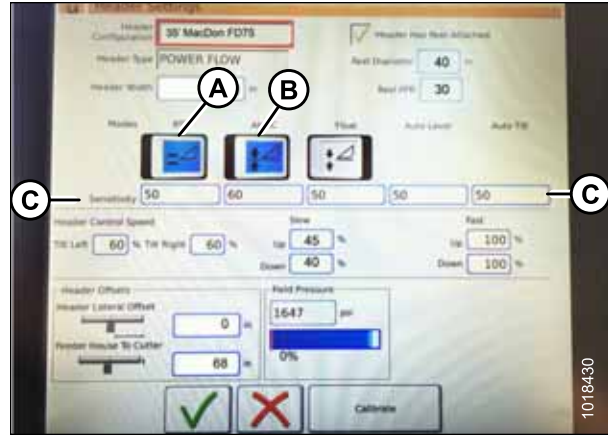 Header Settings
Header Configuration 35' MacDon FD75 Header Has Reel Attached
Header Type POWER FLOW Reel Diameter 40 in
Header Width in Reel PPR 30
A B
Modes Float Auto Level Auto Tilt
C Sensitivity 50 60 50 50 50 C
Header Control Speed Slow Fast
Tilt Left 60 % Tilt Right 60 % Up 45 % Up 100 %
Down 40 % Down 100 %
Header Offsets Field Pressure
Header Lateral Offset 1647 psi
0 in
Feeder House To Cutter 0%
68 in
Calibrate
1018430